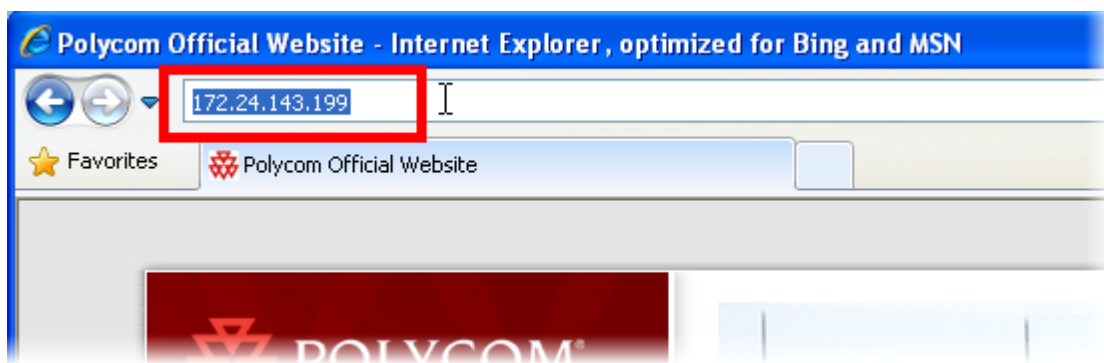 Polycom Official Website - Internet Explorer, optimized for Bing and MSN
172.24.143.199
Favorites
Polycom Official Website
POLYCOM®